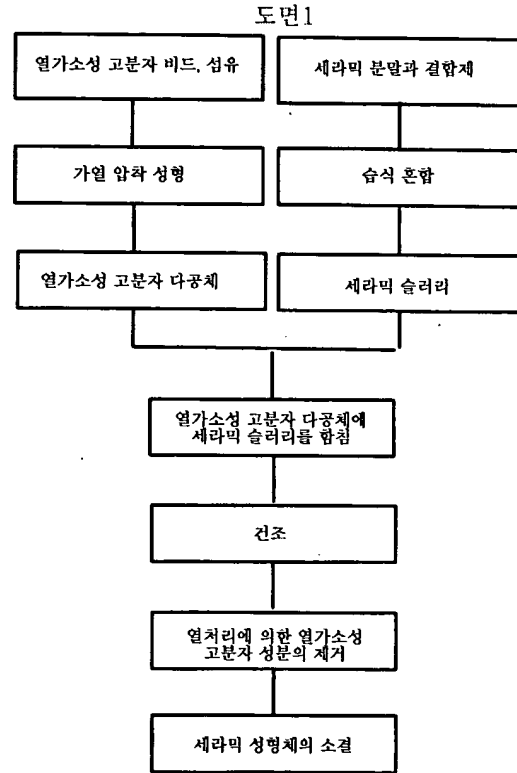 도면1
열가소성 고분자 비드, 섬유
세라믹 분말과 결합제
가열 압착 성형
습식 혼합
열가소성 고분자 다공체
세라믹 슬러리
열가소성 고분자 다공체에
세라믹 슬러리를 함침
건조
열처리에 의한 열가소성
고분자 성분의 제거
세라믹 성형체의 소결